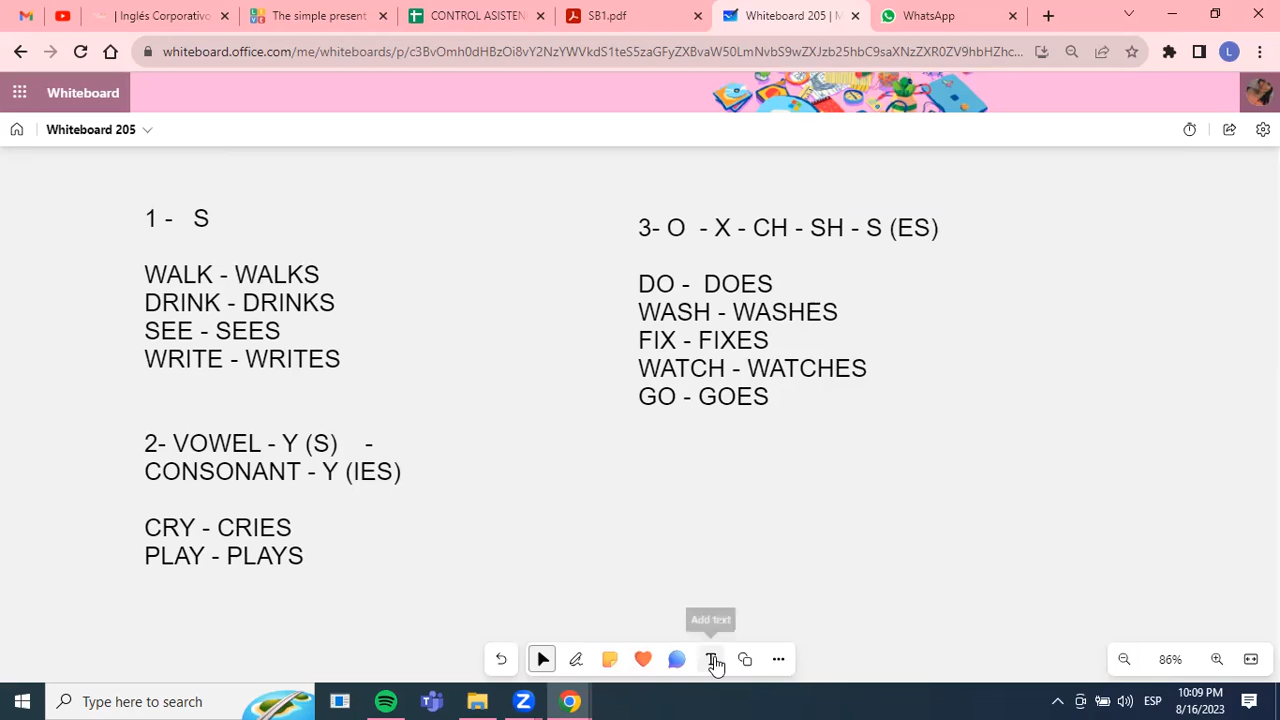 Inglés Corporativo
The simple present
CONTROL ASISTEN
SB1.pdf
Whiteboard 205 | M
WhatsApp
whiteboard.office.com/me/whiteboards/p/c3BvOmh0dHBzOi8vY2NzYWVkdS1teS5zaGFyZXBvaW50LmNvbS9wZXJzb25hbC9saXNzZXR0ZV9hbHZhc...
L
Whiteboard
Whiteboard 205
1 - S
WALK - WALKS
DRINK - DRINKS
SEE - SEES
WRITE - WRITES
2- VOWEL - Y (S) -
CONSONANT - Y (IES)
CRY - CRIES
PLAY - PLAYS
3- O - X - CH - SH - S (ES)
DO - DOES
WASH - WASHES
FIX - FIXES
WATCH - WATCHES
GO - GOES
Add text
86%
Type here to search
ESP
10:09 PM
8/16/2023